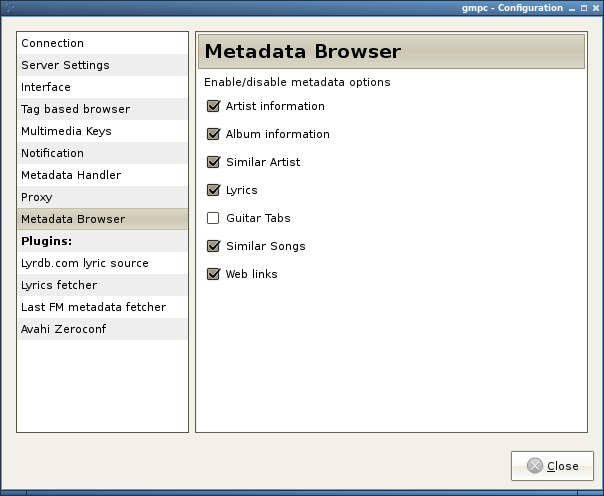 gmpc - Configuration
Connection
Server Settings
Interface
Tag based browser
Multimedia Keys
Notification
Metadata Handler
Proxy
Metadata Browser
Plugins:
Lyrdb.com lyric source
Lyrics fetcher
Last FM metadata fetcher
Avahi Zeroconf
Metadata Browser
Enable/disable metadata options
Artist information
Album information
Similar Artist
Lyrics
Guitar Tabs
Similar Songs
Web links
Close